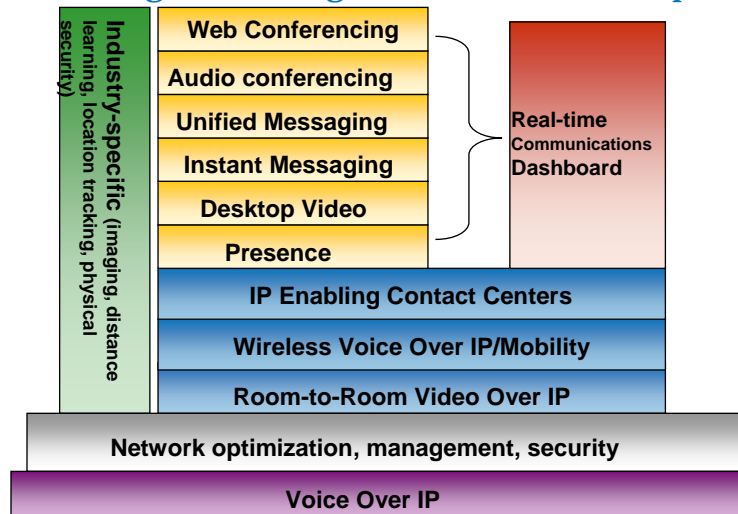 Industry-specific (imaging, distance
learning, location tracking, physical
security)
Web Conferencing
Audio conferencing
Unified Messaging
Instant Messaging
Desktop Video
Presence
Real-time
Communications
Dashboard
IP Enabling Contact Centers
Wireless Voice Over IP/Mobility
Room-to-Room Video Over IP
Network optimization, management, security
Voice Over IP